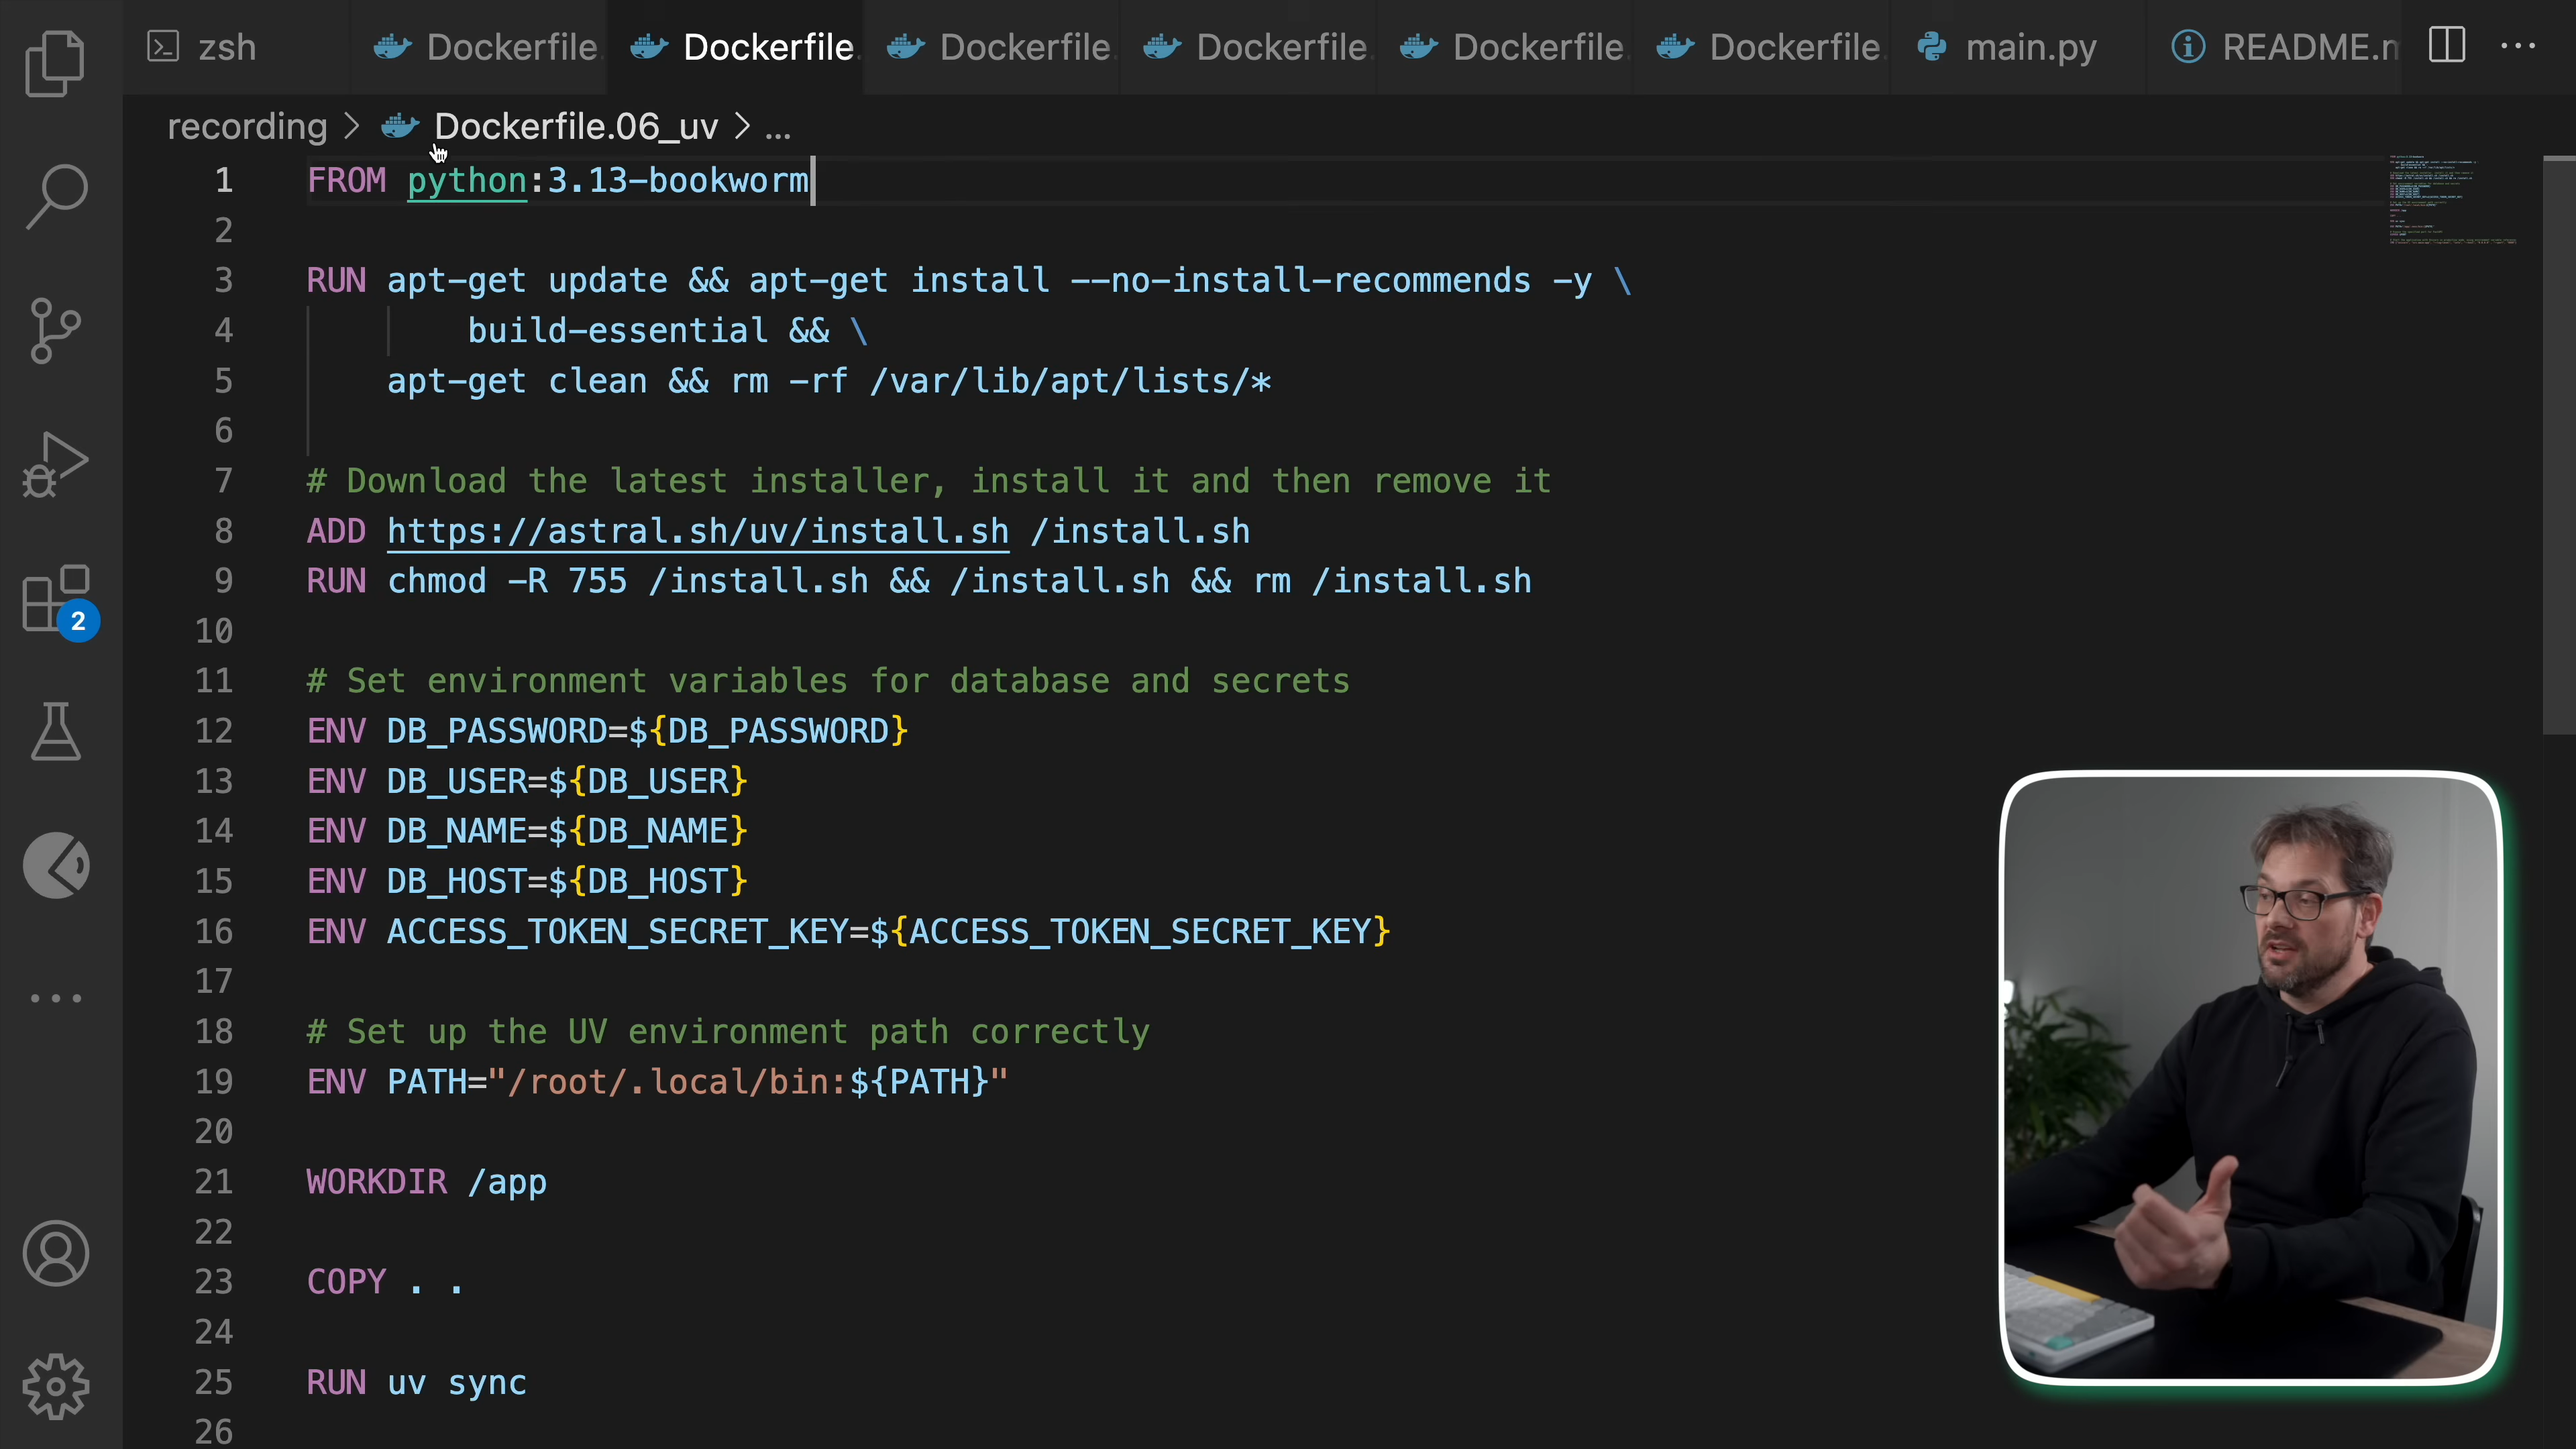 zsh
Dockerfile.
Dockerfile.
Dockerfile.
Dockerfile.
Dockerfile.
Dockerfile.
main.py
README.m
recording > Dockerfile.06_uv > ...
1 FROM python:3.13-bookworm
2
3 RUN apt-get update && apt-get install --no-install-recommends -y \
4 build-essential && \
5 apt-get clean && rm -rf /var/lib/apt/lists/*
6
7 # Download the latest installer, install it and then remove it
8 ADD https://astral.sh/uv/install.sh /install.sh
9 RUN chmod -R 755 /install.sh && /install.sh && rm /install.sh
10
11 # Set environment variables for database and secrets
12 ENV DB_PASSWORD=${DB_PASSWORD}
13 ENV DB_USER=${DB_USER}
14 ENV DB_NAME=${DB_NAME}
15 ENV DB_HOST=${DB_HOST}
16 ENV ACCESS_TOKEN_SECRET_KEY=${ACCESS_TOKEN_SECRET_KEY}
17
18 # Set up the UV environment path correctly
19 ENV PATH="/root/.local/bin:${PATH}"
20
21 WORKDIR /app
22
23 COPY . .
24
25 RUN uv sync
26
2